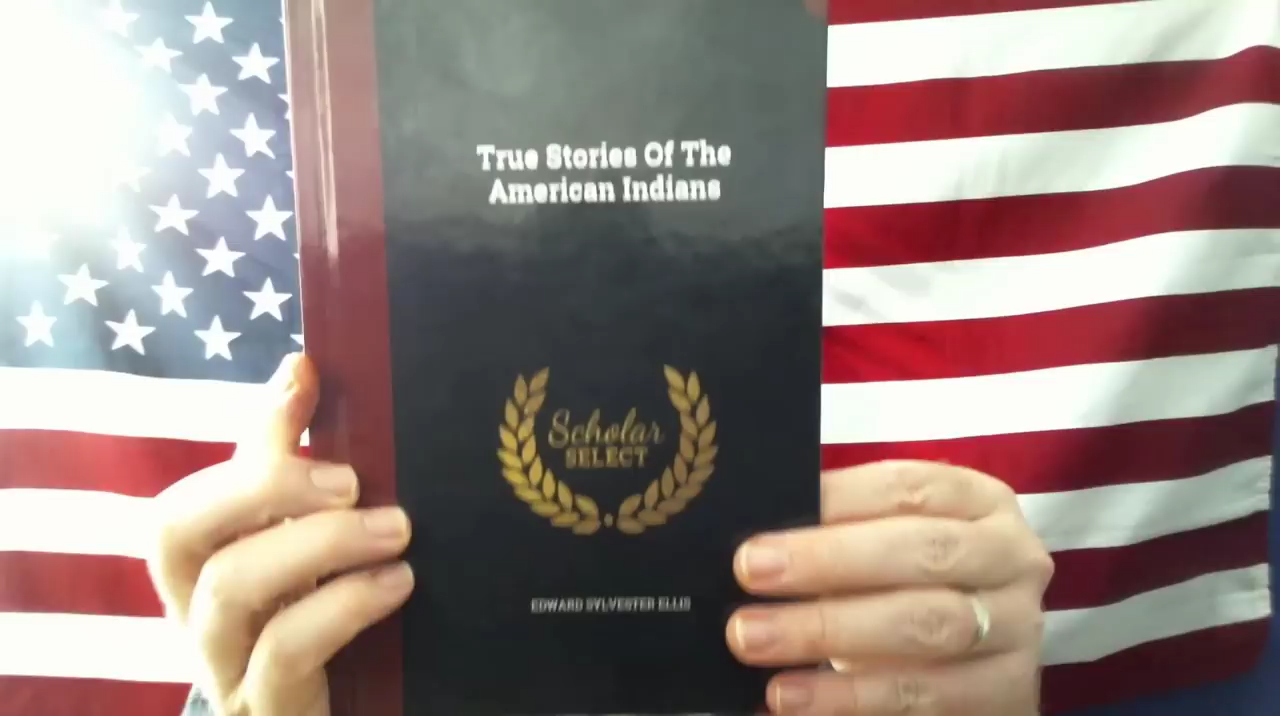 True Stories Of The
American Indians
Scholar
SELECT
EDWARD SYLVESTER ELLIS